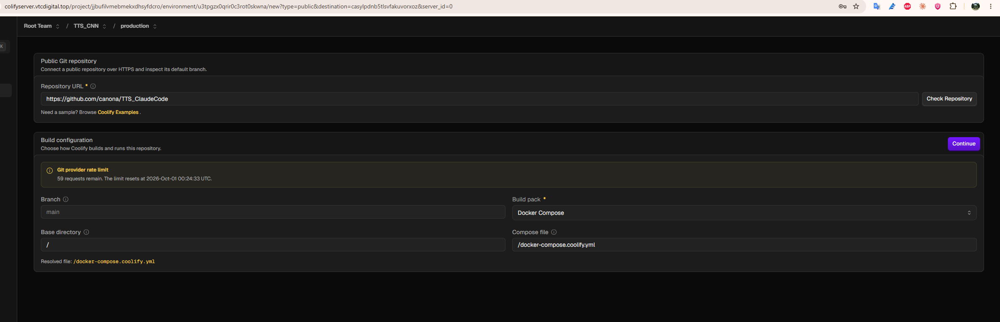 colifyserver.vtcdigital.top/project/jjbufilvmebmekxdhsyfdcro/environment/u3tpgzx0qrir0c3rot0skwna/new?type=public&destination=casylpdnb5tlsvfakuvorxoz&server_id=0
ABP
Root Team / TTS_CNN / production
K
Public Git repository
Connect a public repository over HTTPS and inspect its default branch.
Repository URL *
https://github.com/canona/TTS_ClaudeCode
Check Repository
Need a sample? Browse Coolify Examples .
Build configuration
Choose how Coolify builds and runs this repository.
Continue
Git provider rate limit
59 requests remain. The limit resets at 2026-Oct-01 00:24:33 UTC.
Branch
main
Build pack *
Docker Compose
Base directory
/
Compose file
/docker-compose.coolify.yml
Resolved file: /docker-compose.coolify.yml